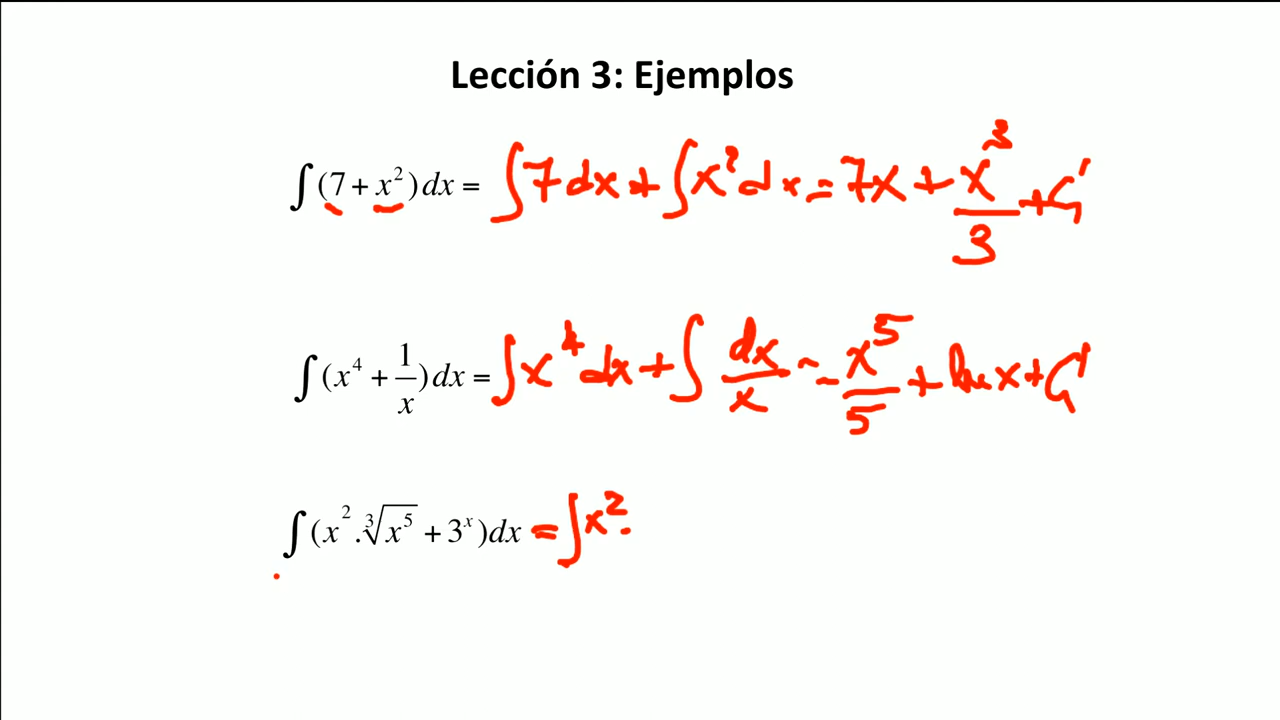 Lección 3: Ejemplos
∫(7 + x²)dx = ∫7dx + ∫x²dx = 7x + x³/3 + C
∫(x⁴ + 1/x)dx = ∫x⁴dx + ∫dx/x = x⁵/5 + ln x + C
∫(x² . ∛x⁵ + 3ˣ)dx = ∫x² .